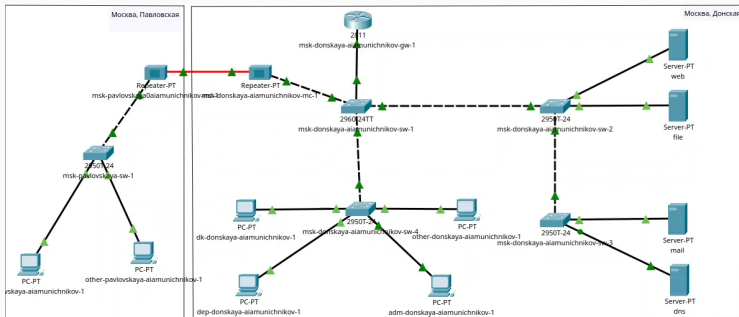 Москва, Павловская
Москва, Донска
2811
msk-donskaya-aiamunichnikov-gw-1
Repeater-PT
Repeater-PT
msk-donskaya-aiamunichnikov-mc-1
Server-PT
web
2960-24TT
msk-donskaya-aiamunichnikov-sw-1
2950T-24
msk-donskaya-aiamunichnikov-sw-2
Server-PT
file
2950T-24
msk-pavlovskaya-sw-1
PC-PT
dk-donskaya-aiamunichnikov-1
2950T-24
msk-donskaya-aiamunichnikov-sw-4
PC-PT
other-donskaya-aiamunichnikov-1
2950T-24
msk-donskaya-aiamunichnikov-sw-3
Server-PT
mail
PC-PT
vskaya-aiamunichnikov-1
PC-PT
other-pavlovskaya-aiamunichnikov-1
PC-PT
dep-donskaya-aiamunichnikov-1
PC-PT
adm-donskaya-aiamunichnikov-1
Server-PT
dns